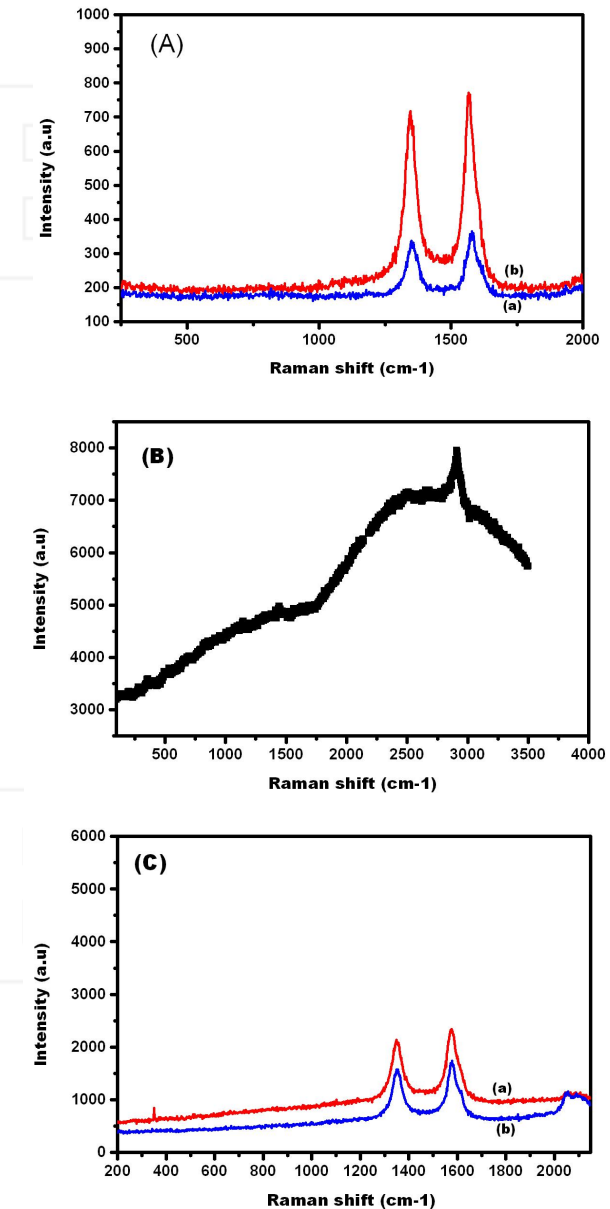 (A)
1000
900
800
700
600
500
400
300
200
100
Intensity (a.u)
(b)
(a)
500 1000 1500 2000
Raman shift (cm-1)
(B)
8000
7000
6000
5000
4000
3000
Intensity (a.u)
500 1000 1500 2000 2500 3000 3500 4000
Raman shift (cm-1)
(C)
6000
5000
4000
3000
2000
1000
0
Intensity (a.u)
(a)
(b)
200 400 600 800 1000 1200 1400 1600 1800 2000
Raman shift (cm-1)